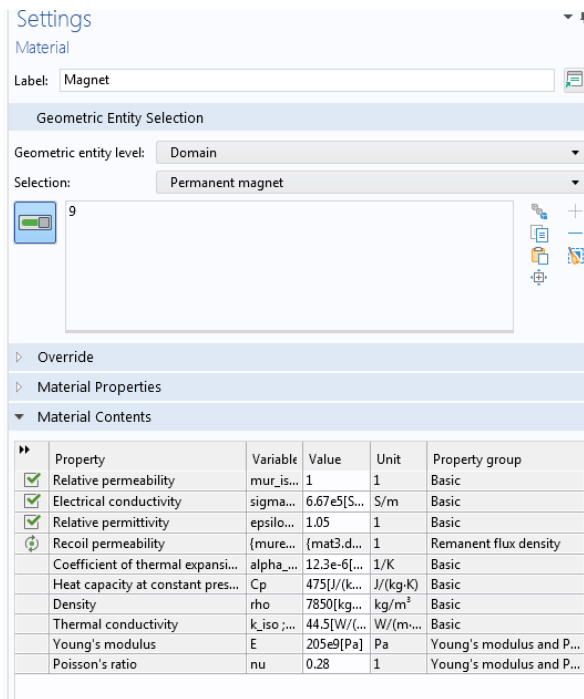 Settings
Material
Label: Magnet
Geometric Entity Selection
Geometric entity level: Domain
Selection: Permanent magnet
9
Override
Material Properties
Material Contents
Property Variable Value Unit Property group
Relative permeability mur_is... 1 1 Basic
Electrical conductivity sigma... 6.67e5[S... S/m Basic
Relative permittivity epsilo... 1.05 1 Basic
Recoil permeability {mure... {mat3.d... 1 Remanent flux density
Coefficient of thermal expansi... alpha_... 12.3e-6[... 1/K Basic
Heat capacity at constant pres... Cp 475[J/(k... J/(kg·K) Basic
Density rho 7850[kg... kg/m³ Basic
Thermal conductivity k_iso ;... 44.5[W/(... W/(m·... Basic
Young's modulus E 205e9[Pa] Pa Young's modulus and P...
Poisson's ratio nu 0.28 1 Young's modulus and P...